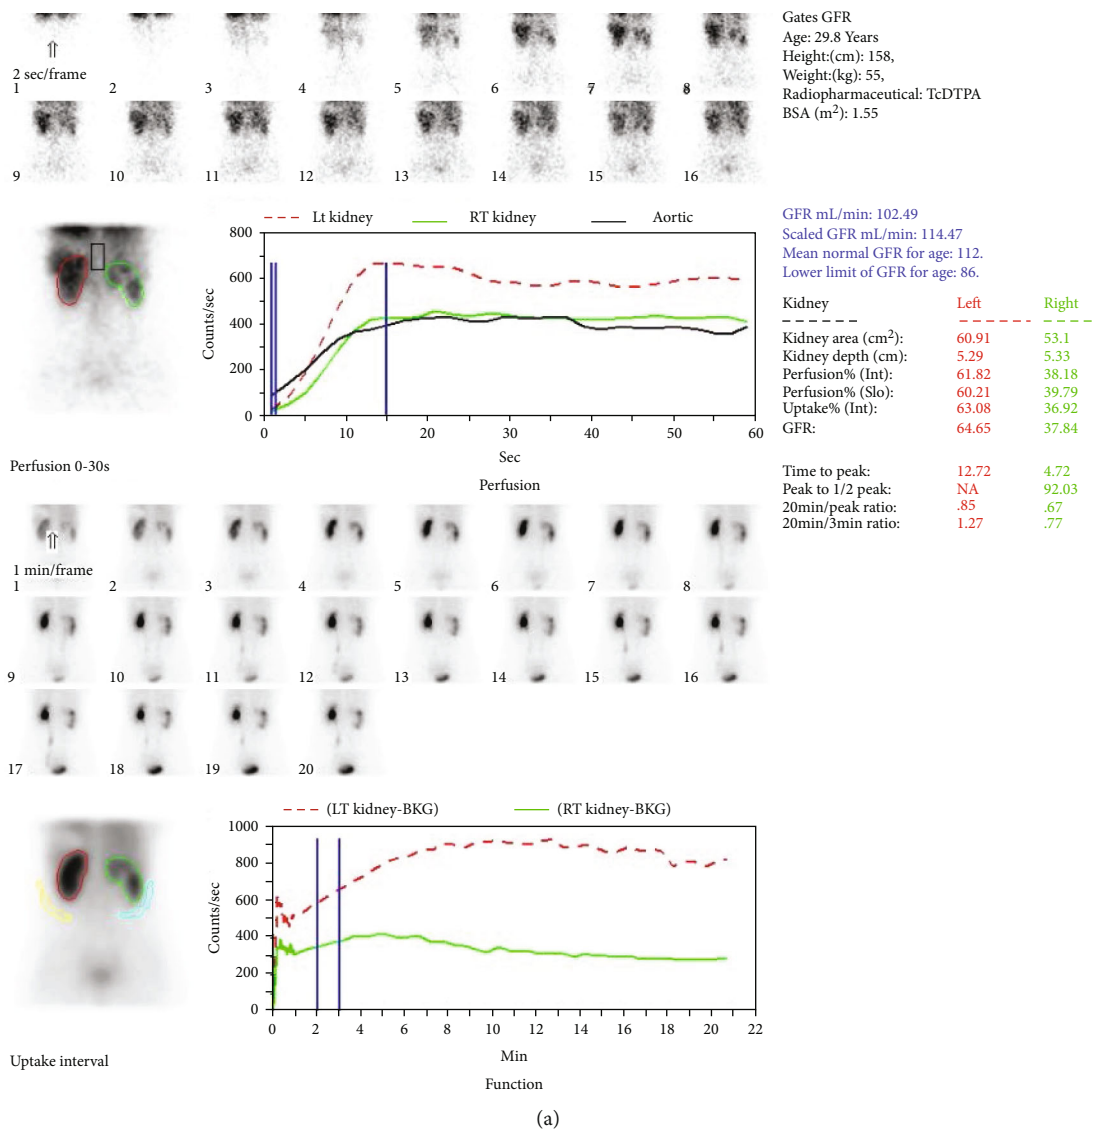 Gates GFR
Age: 29.8 Years
Height:(cm): 158,
Weight:(kg): 55,
Radiopharmaceutical: TcDTPA
BSA (m²): 1.55
2 sec/frame
1 2 3 4 5 6 7 8
9 10 11 12 13 14 15 16
Perfusion 0-30s
Lt kidney RT kidney Aortic
Counts/sec
800
600
400
200
0
0 10 20 30 40 50 60
Sec
Perfusion
GFR mL/min: 102.49
Scaled GFR mL/min: 114.47
Mean normal GFR for age: 112.
Lower limit of GFR for age: 86.
Kidney Left Right
Kidney area (cm²): 60.91 53.1
Kidney depth (cm): 5.29 5.33
Perfusion% (Int): 61.82 38.18
Perfusion% (Slo): 60.21 39.79
Uptake% (Int): 63.08 36.92
GFR: 64.65 37.84
Time to peak: 12.72 4.72
Peak to 1/2 peak: NA 92.03
20min/peak ratio: .85 .67
20min/3min ratio: 1.27 .77
1 min/frame
1 2 3 4 5 6 7 8
9 10 11 12 13 14 15 16
17 18 19 20
Uptake interval
(LT kidney-BKG) (RT kidney-BKG)
Counts/sec
1000
800
600
400
200
0
0 2 4 6 8 10 12 14 16 18 20 22
Min
Function
(a)